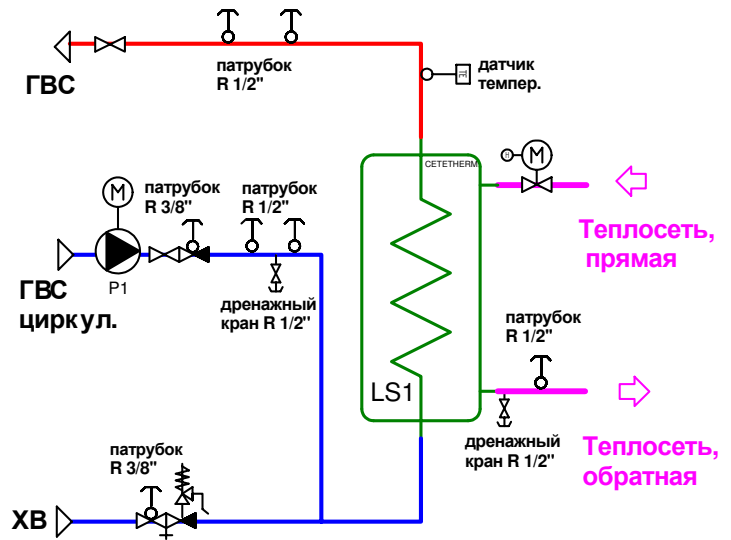 ГВС
патрубок
R 1/2"
TE
датчик
темпер.
CETETHERM
M
Теплосеть,
прямая
M
патрубок
R 3/8"
патрубок
R 1/2"
P1
ГВС
циркул.
дренажный
кран R 1/2"
LS1
патрубок
R 1/2"
дренажный
кран R 1/2"
Теплосеть,
обратная
патрубок
R 3/8"
ХВ